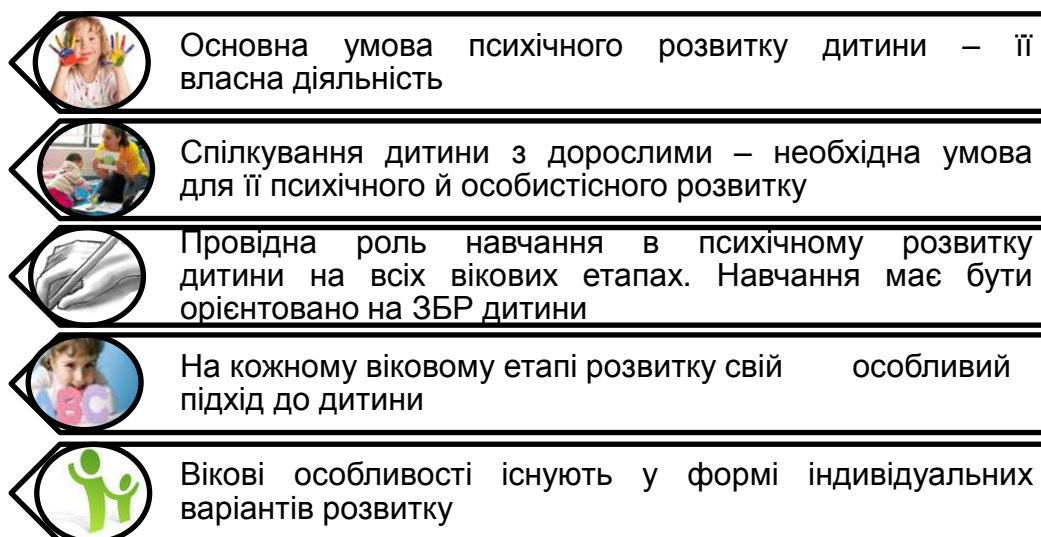 Основна умова психічного розвитку дитини – її
власна діяльність
Спілкування дитини з дорослими – необхідна умова
для її психічного й особистісного розвитку
Провідна роль навчання в психічному розвитку
дитини на всіх вікових етапах. Навчання має бути
орієнтовано на ЗБР дитини
На кожному віковому етапі розвитку свій особливий
підхід до дитини
Вікові особливості існують у формі індивідуальних
варіантів розвитку